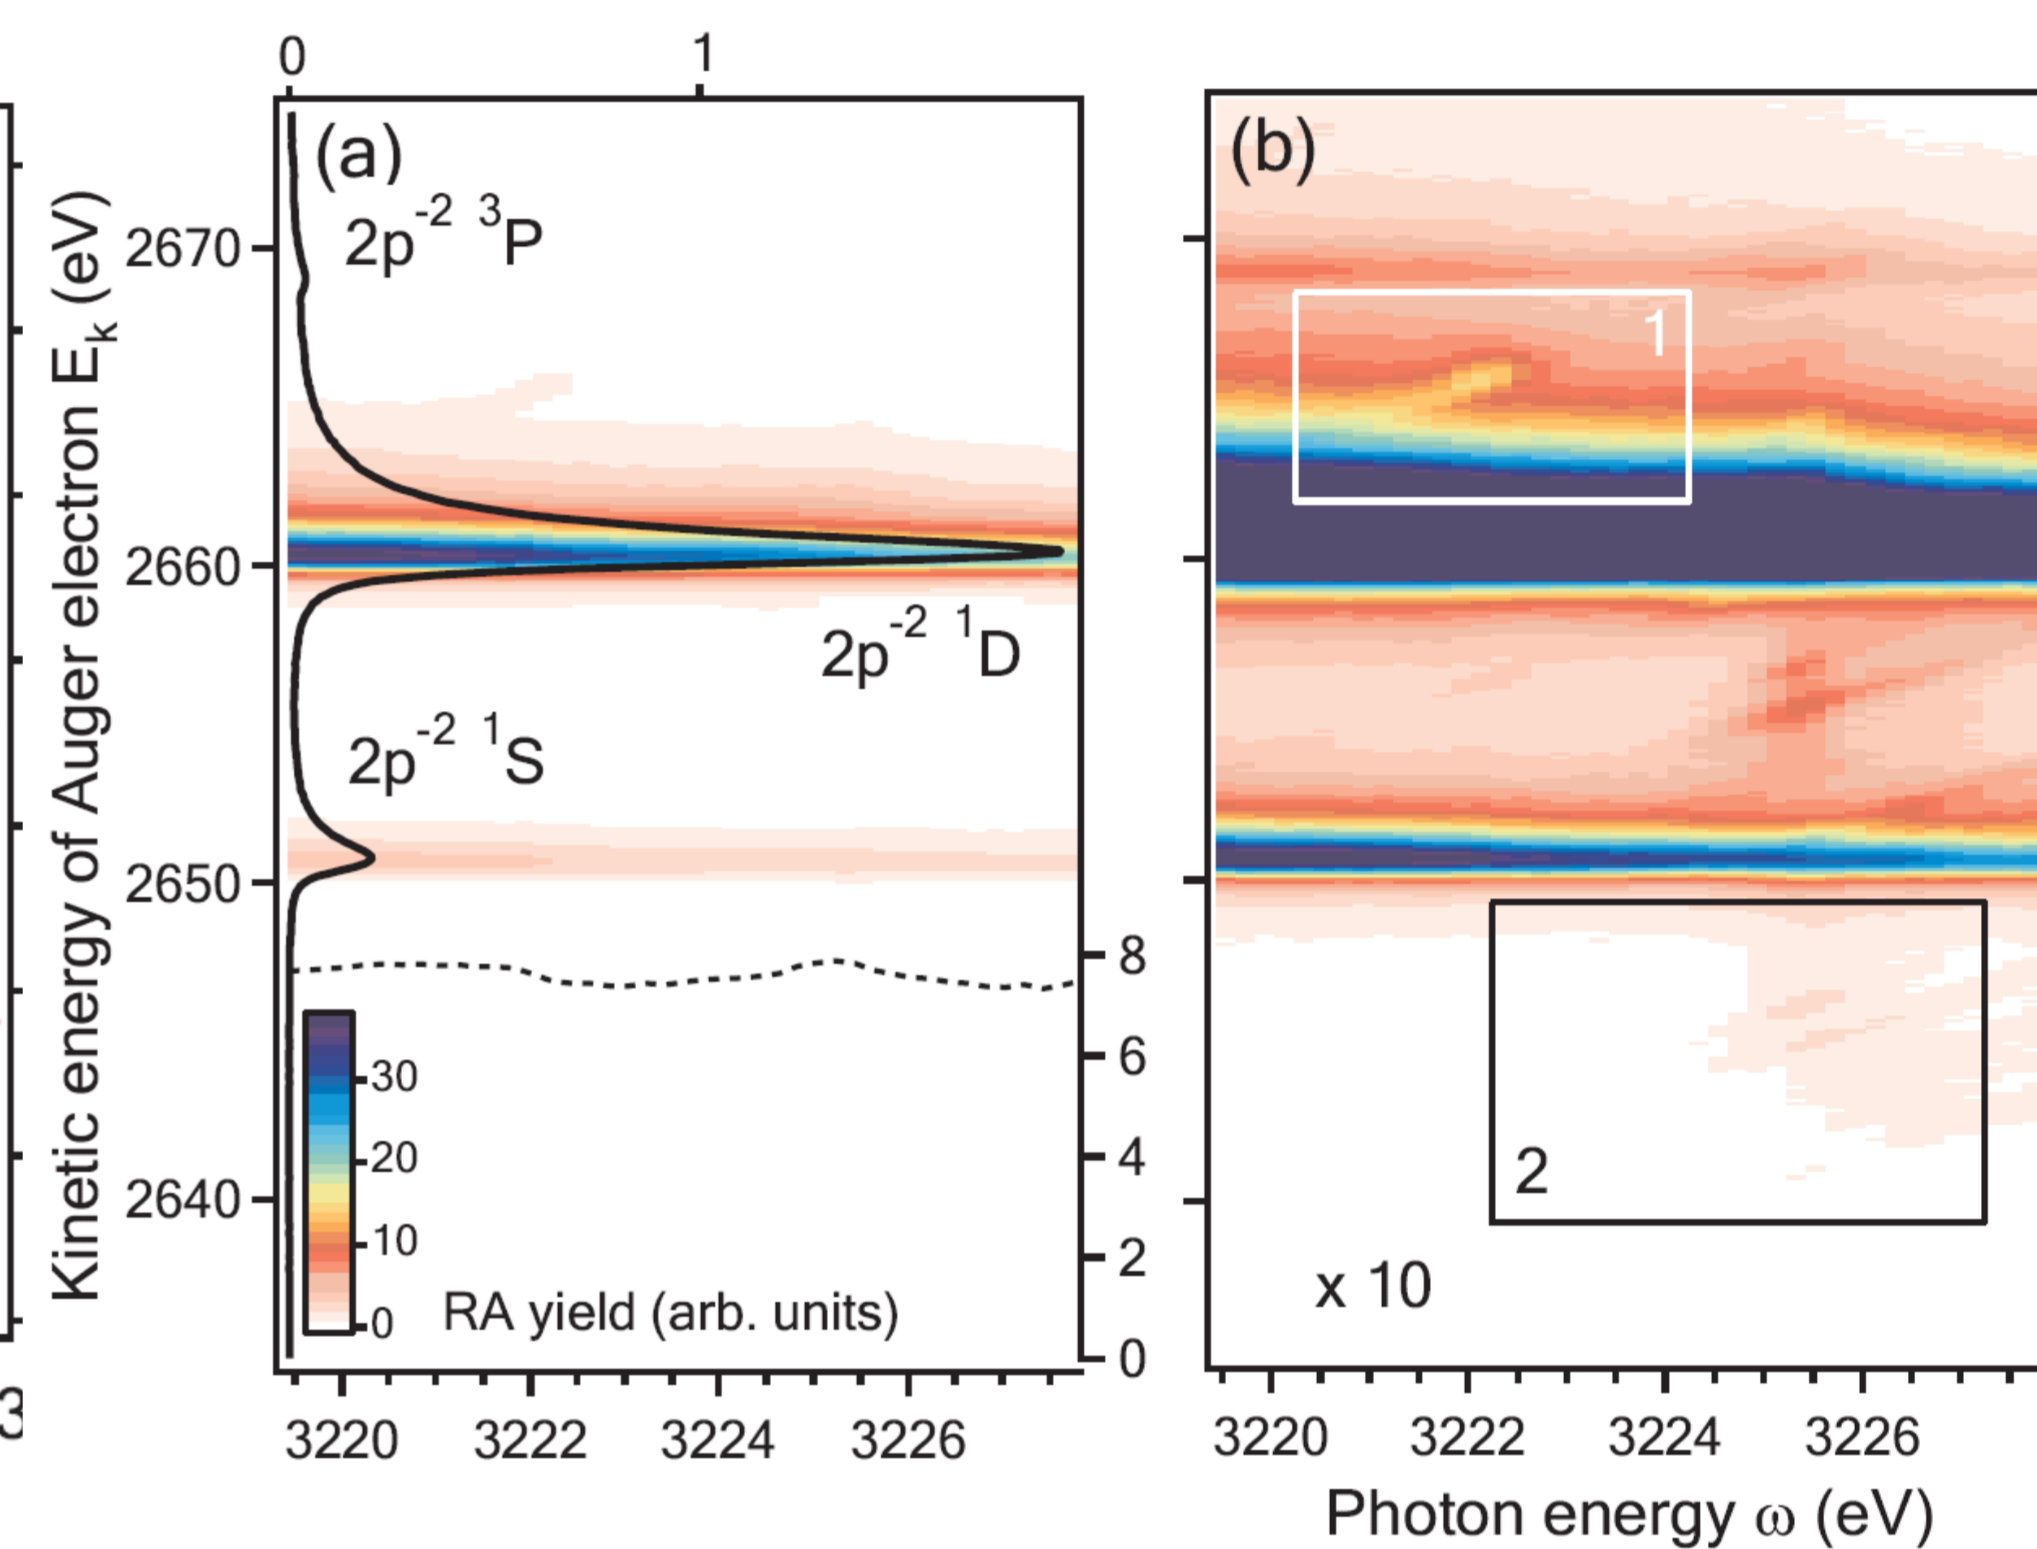 0 1
(a)
2p⁻² ³P
2p⁻² ¹D
2p⁻² ¹S
Kinetic energy of Auger electron Eₖ (eV)
2670
2660
2650
2640
30
20
10
0
RA yield (arb. units)
8
6
4
2
0
3220 3222 3224 3226
(b)
1
2
x 10
3220 3222 3224 3226
Photon energy ω (eV)
3